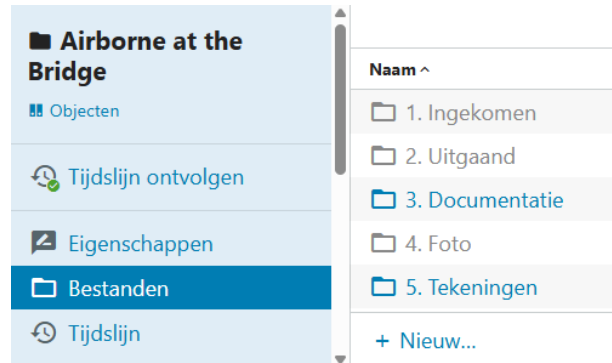 Airborne at the
Bridge
Objecten
Tijdslijn ontvolgen
Eigenschappen
Bestanden
Tijdslijn
Naam
1. Ingekomen
2. Uitgaand
3. Documentatie
4. Foto
5. Tekeningen
+ Nieuw...